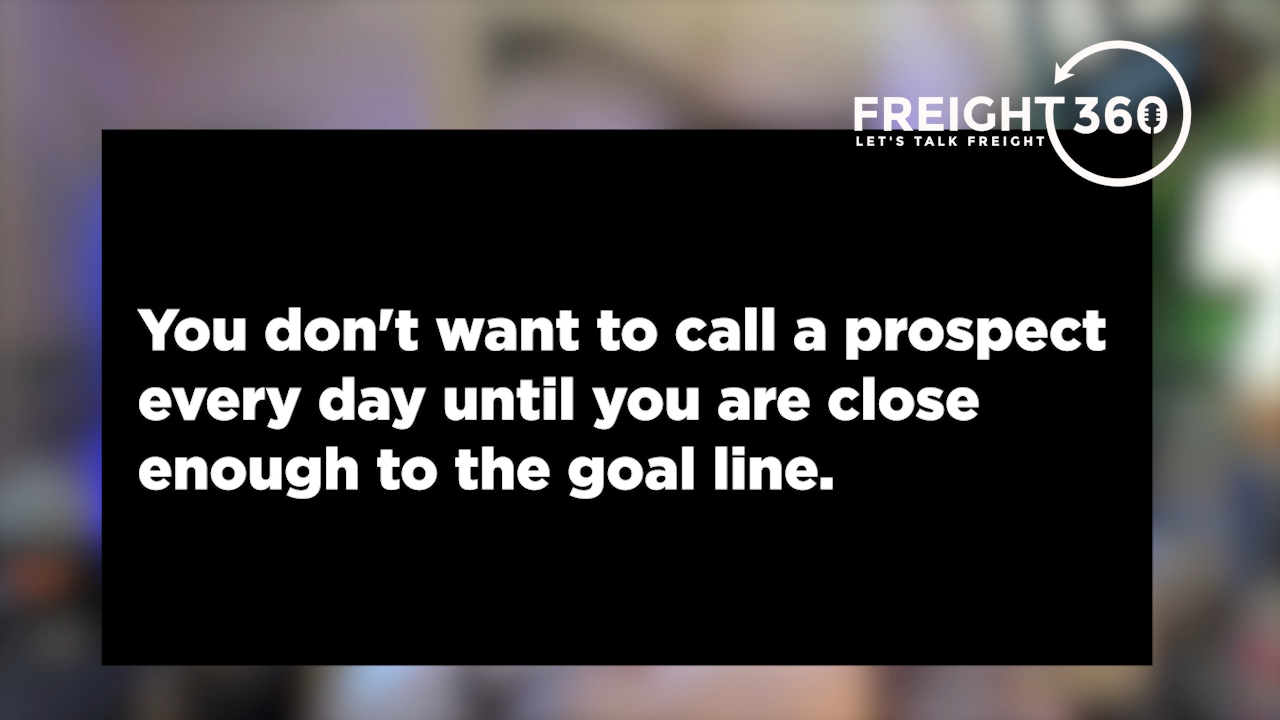 FREIGHT 360
LET'S TALK FREIGHT
You don't want to call a prospect
every day until you are close
enough to the goal line.